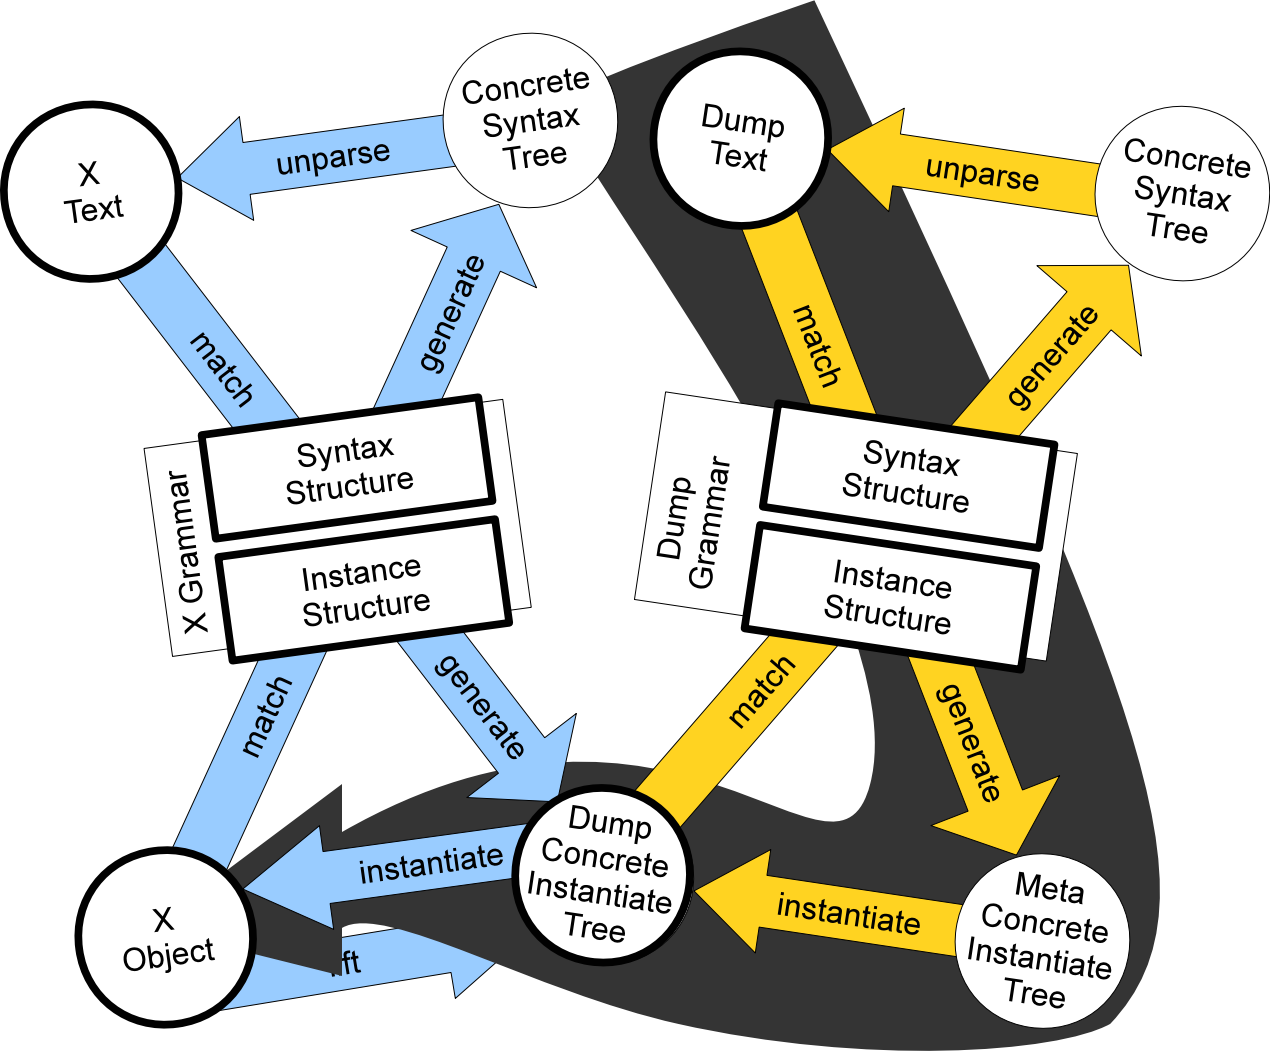 Concrete
Syntax
Tree
Dump
Text
X
Text
unparse
unparse
Concrete
Syntax
Tree
match
generate
match
generate
X Grammar
Syntax
Structure
Instance
Structure
Dump
Grammar
Syntax
Structure
Instance
Structure
match
generate
match
generate
Dump
Concrete
Instantiate
Tree
instantiate
instantiate
X
Object
Meta
Concrete
Instantiate
Tree